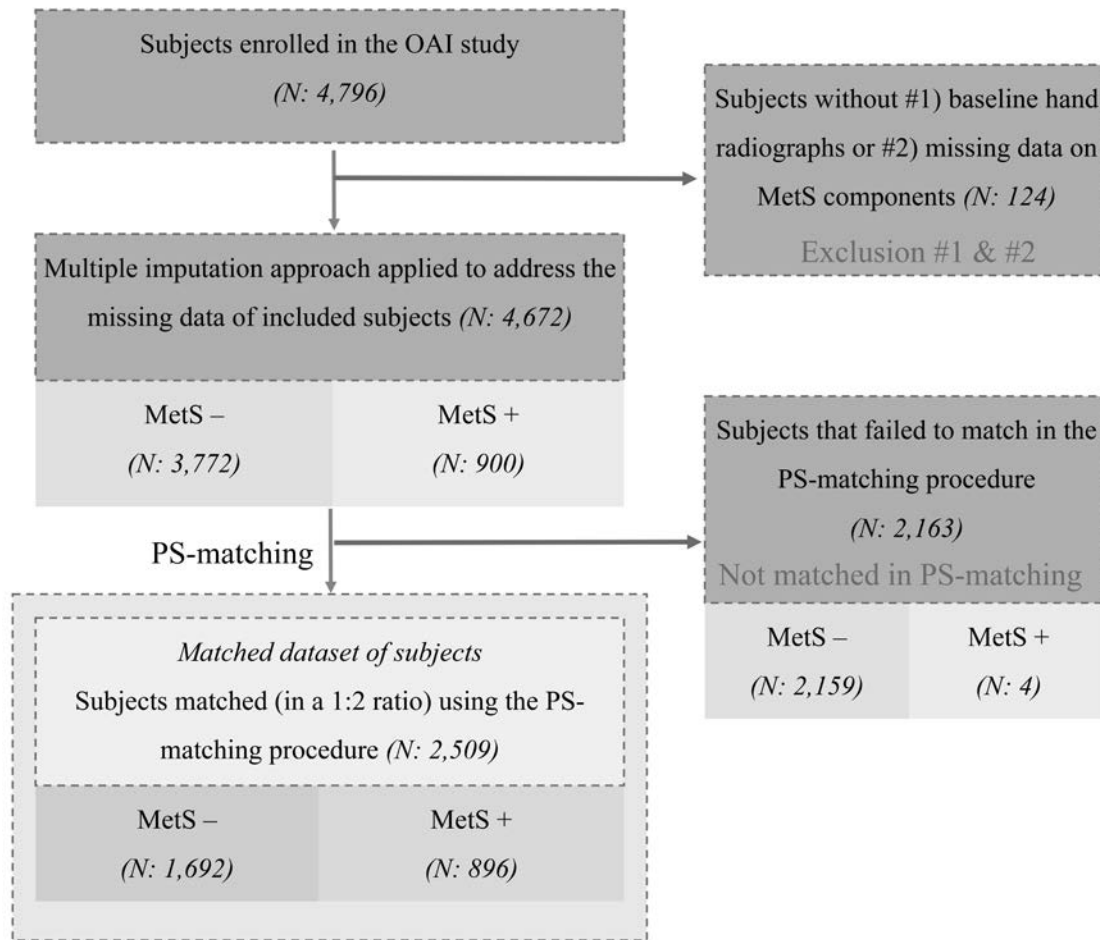 Subjects enrolled in the OAI study
(N: 4,796)
Subjects without #1) baseline hand
radiographs or #2) missing data on
MetS components (N: 124)
Exclusion #1 & #2
Multiple imputation approach applied to address the
missing data of included subjects (N: 4,672)
MetS –
(N: 3,772)
MetS +
(N: 900)
Subjects that failed to match in the
PS-matching procedure
(N: 2,163)
Not matched in PS-matching
MetS –
(N: 2,159)
MetS +
(N: 4)
PS-matching
Matched dataset of subjects
Subjects matched (in a 1:2 ratio) using the PS-
matching procedure (N: 2,509)
MetS –
(N: 1,692)
MetS +
(N: 896)